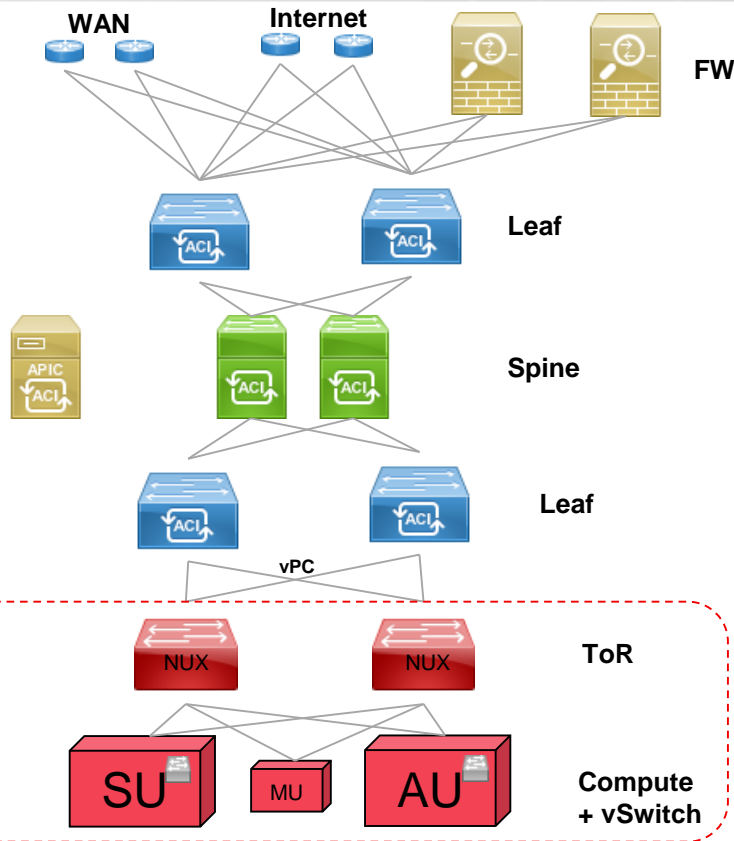 WAN
Internet
FW
ACI
ACI
Leaf
APIC
ACI
ACI
ACI
Spine
ACI
ACI
Leaf
vPC
NUX
NUX
ToR
SU
MU
AU
Compute
+ vSwitch